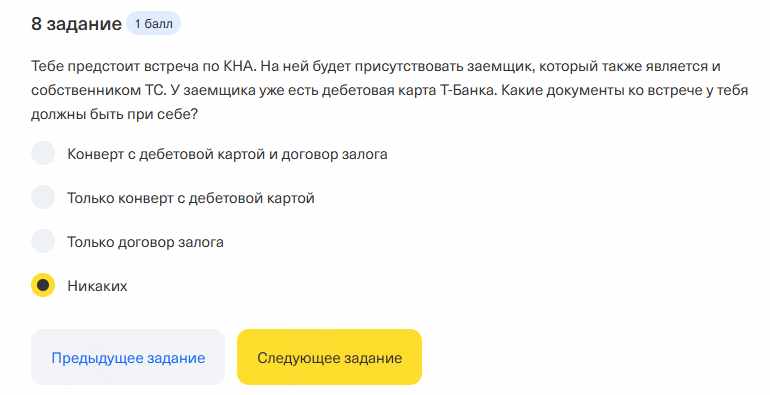 8 задание 1 балл
Тебе предстоит встреча по КНА. На ней будет присутствовать заемщик, который также является и
собственником ТС. У заемщика уже есть дебетовая карта Т-Банка. Какие документы ко встрече у тебя
должны быть при себе?
Конверт с дебетовой картой и договор залога
Только конверт с дебетовой картой
Только договор залога
Никаких
Предыдущее задание Следующее задание